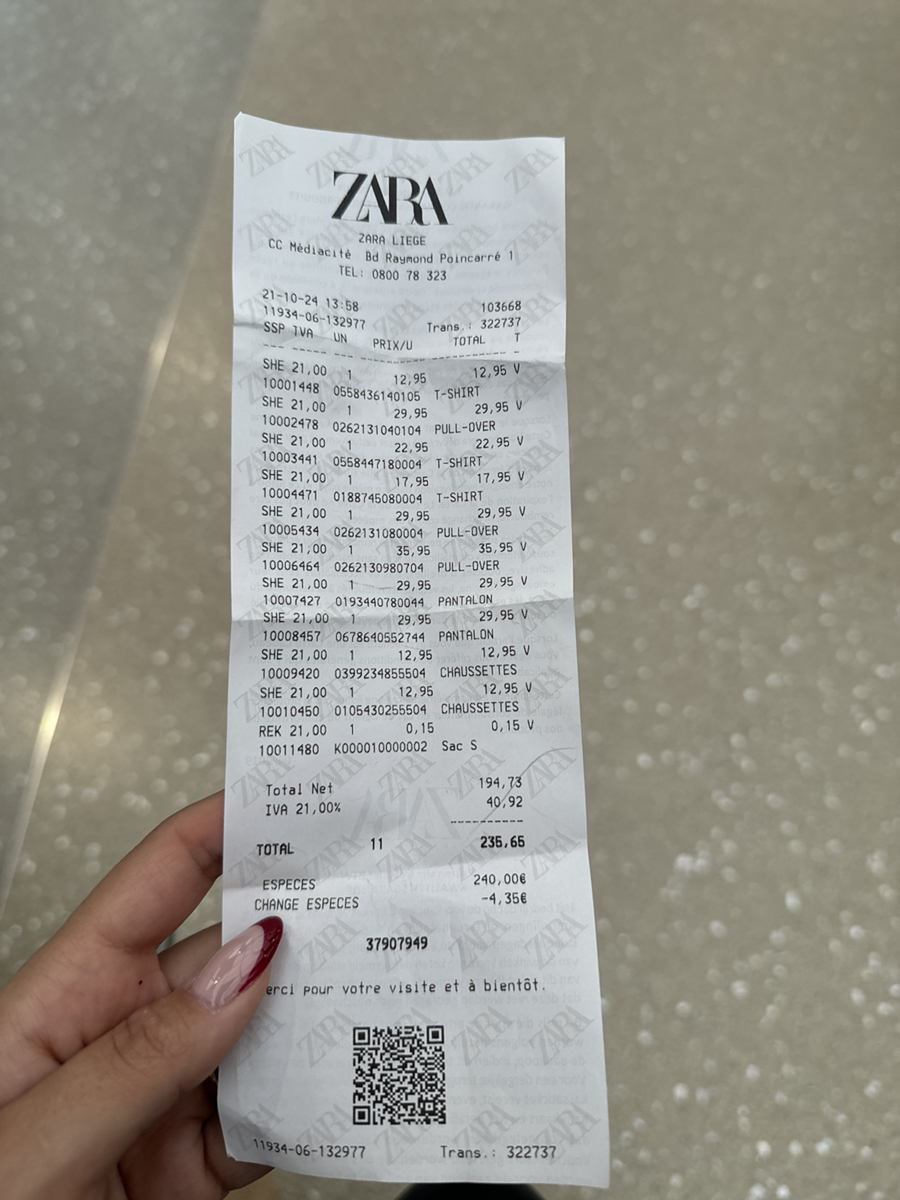 ZARA
ZARA LIEGE
CC Médiacité Bd Raymond Poincarré 1
TEL: 0800 78 323
21-10-24 13:58 103668
11934-06-132977 Trans.: 322737
SSP IVA UN PRIX/U TOTAL T
SHE 21,00 1 12,95 12,95 V
10001448 0558436140105 T-SHIRT
SHE 21,00 1 29,95 29,95 V
10002478 0262131040104 PULL-OVER
SHE 21,00 1 22,95 22,95 V
10003441 0558447180004 T-SHIRT
SHE 21,00 1 17,95 17,95 V
10004471 0188745080004 T-SHIRT
SHE 21,00 1 29,95 29,95 V
10005434 0262131080004 PULL-OVER
SHE 21,00 1 35,95 35,95 V
10006464 0262130980704 PULL-OVER
SHE 21,00 1 29,95 29,95 V
10007427 0193440780044 PANTALON
SHE 21,00 1 29,95 29,95 V
10008457 0678640552744 PANTALON
SHE 21,00 1 12,95 12,95 V
10009420 0399234855504 CHAUSSETTES
SHE 21,00 1 12,95 12,95 V
10010450 0105430255504 CHAUSSETTES
REK 21,00 1 0,15 0,15 V
10011480 K000010000002 Sac S
Total Net 194,73
IVA 21,00% 40,92
TOTAL 11 235,65
ESPECES 240,00€
CHANGE ESPECES -4,35€
37907949
erci pour votre visite et à bientôt.
11934-06-132977 Trans.: 322737